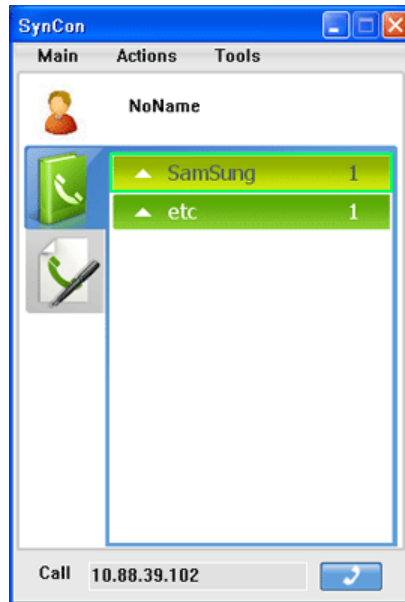 SynCon
Main Actions Tools
NoName
SamSung 1
etc 1
Call 10.88.39.102